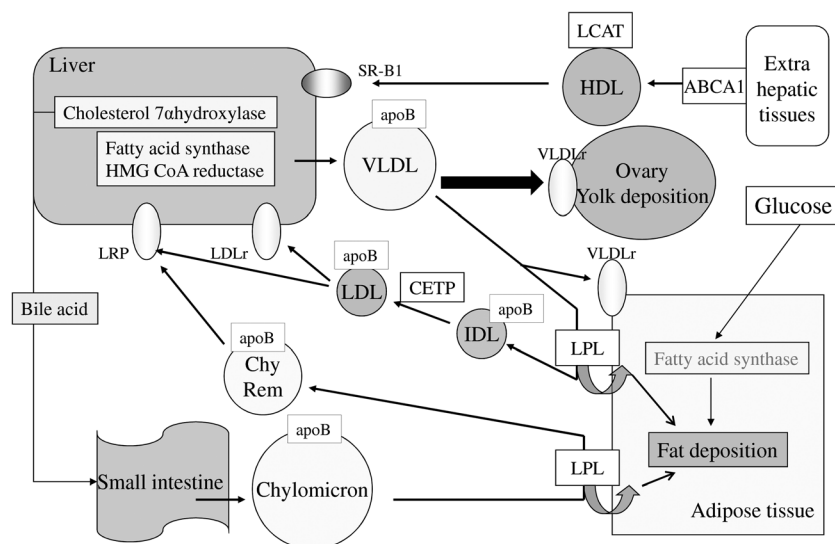 LCAT
Liver
SR-B1
HDL
ABCA1
Extra
hepatic
tissues
Cholesterol 7αhydroxylase
apoB
Fatty acid synthase
HMG CoA reductase
VLDL
VLDLr
Ovary
Yolk deposition
Glucose
LRP
LDLr
VLDLr
apoB
LDL
CETP
apoB
Bile acid
IDL
LPL
Fatty acid synthase
apoB
Chy
Rem
apoB
Fat deposition
LPL
Small intestine
Chylomicron
Adipose tissue